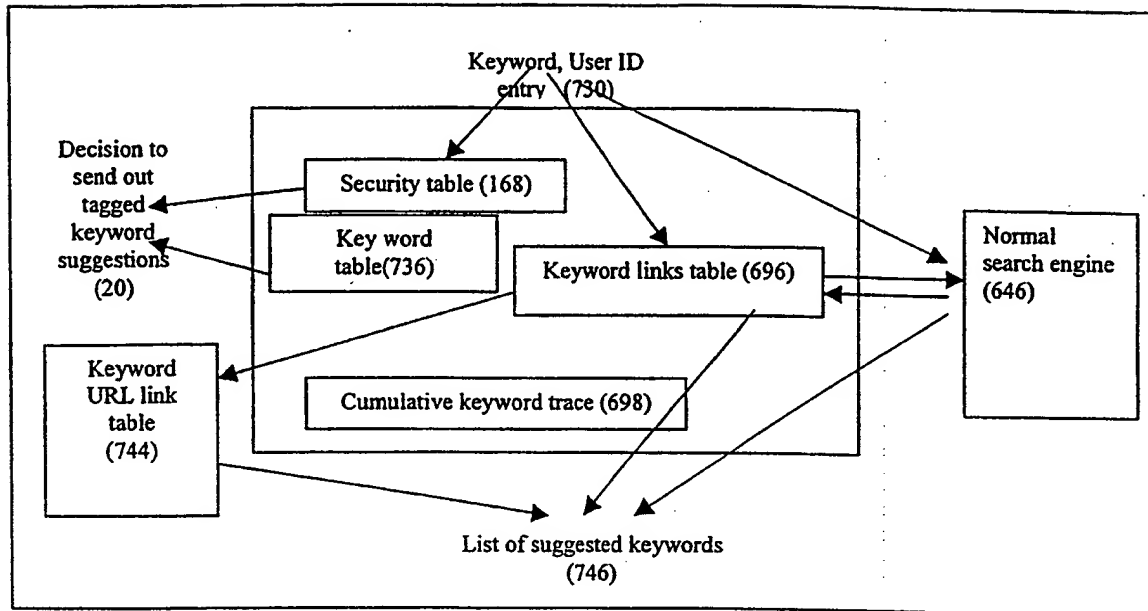 Keyword, User ID
entry (730)
Decision to
send out
tagged
keyword
suggestions
(20)
Security table (168)
Key word
table(736)
Keyword links table (696)
Normal
search engine
(646)
Keyword
URL link
table
(744)
Cumulative keyword trace (698)
List of suggested keywords
(746)